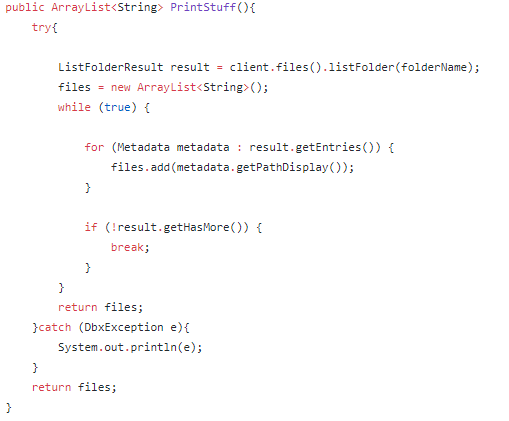 public ArrayList<String> PrintStuff(){
    try{
        ListFolderResult result = client.files().listFolder(folderName);
        files = new ArrayList<String>();
        while (true) {
            for (Metadata metadata : result.getEntries()) {
                files.add(metadata.getPathDisplay());
            }
            if (!result.getHasMore()) {
                break;
            }
        }
        return files;
    }catch (DbxException e){
        System.out.println(e);
    }
    return files;
}